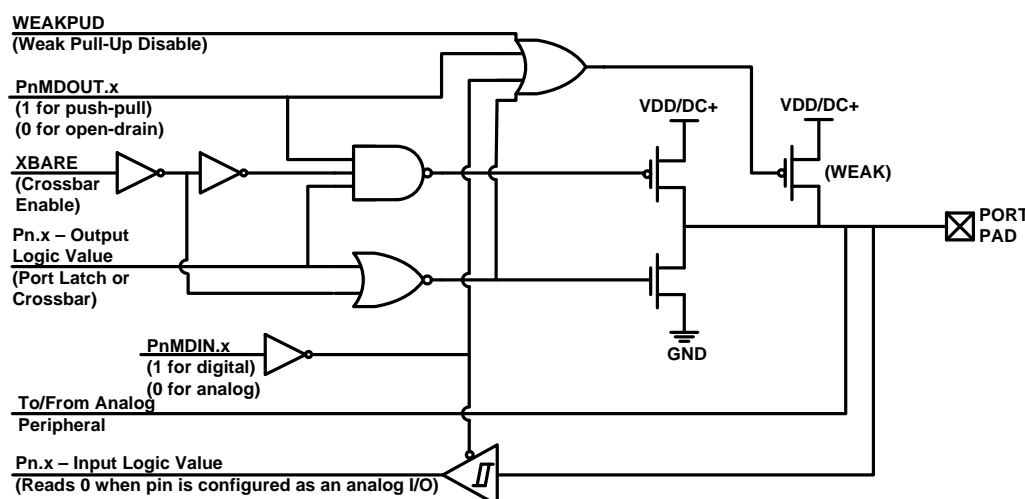 WEAKPUD
(Weak Pull-Up Disable)
PnMDOUT.x
(1 for push-pull)
(0 for open-drain)
XBARE
(Crossbar
Enable)
Pn.x – Output
Logic Value
(Port Latch or
Crossbar)
PnMDIN.x
(1 for digital)
(0 for analog)
To/From Analog
Peripheral
Pn.x – Input Logic Value
(Reads 0 when pin is configured as an analog I/O)
VDD/DC+
VDD/DC+
(WEAK)
PORT
PAD
GND